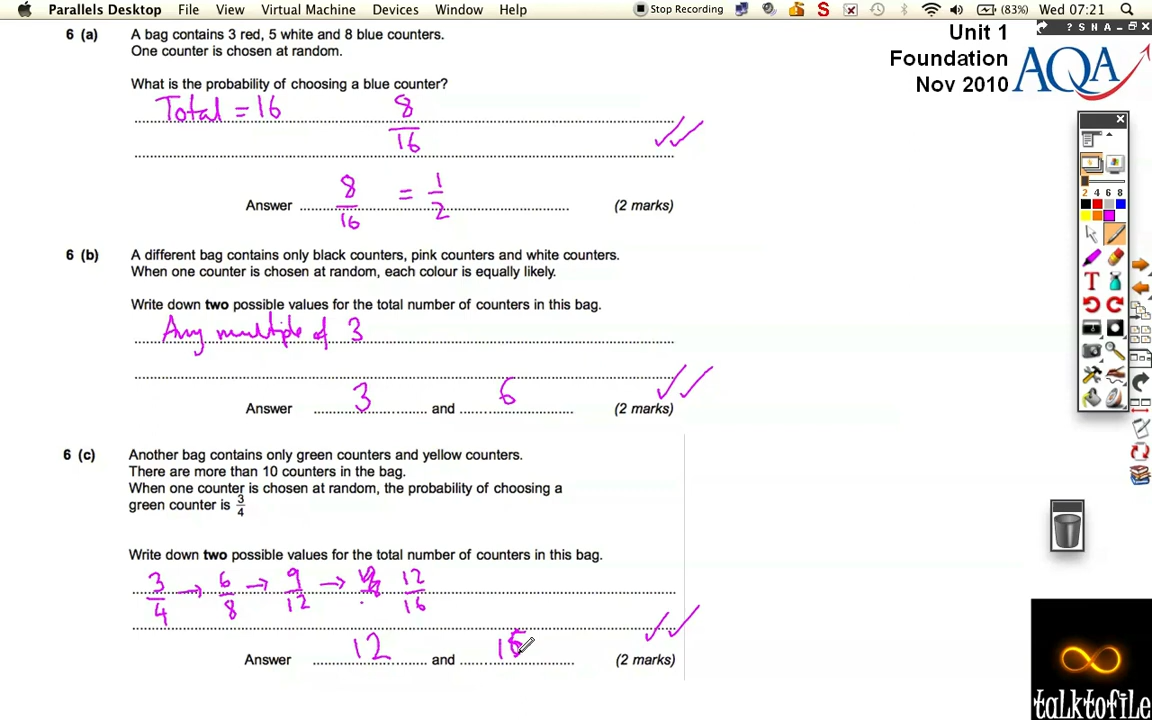 Parallels Desktop File View Virtual Machine Devices Window Help Stop Recording S (83%) Wed 07:21
? S N A
Unit 1
Foundation
Nov 2010
AQA
6 (a) A bag contains 3 red, 5 white and 8 blue counters.
One counter is chosen at random.
What is the probability of choosing a blue counter?
Total = 16 8/16
Answer 8/16 = 1/2 (2 marks)
6 (b) A different bag contains only black counters, pink counters and white counters.
When one counter is chosen at random, each colour is equally likely.
Write down two possible values for the total number of counters in this bag.
Any multiple of 3
Answer 3 and 6 (2 marks)
6 (c) Another bag contains only green counters and yellow counters.
There are more than 10 counters in the bag.
When one counter is chosen at random, the probability of choosing a
green counter is 3/4
Write down two possible values for the total number of counters in this bag.
3/4 → 6/8 → 9/12 → 12/16
Answer 12 and (2 marks)
2 4 6 8
T
talktofile